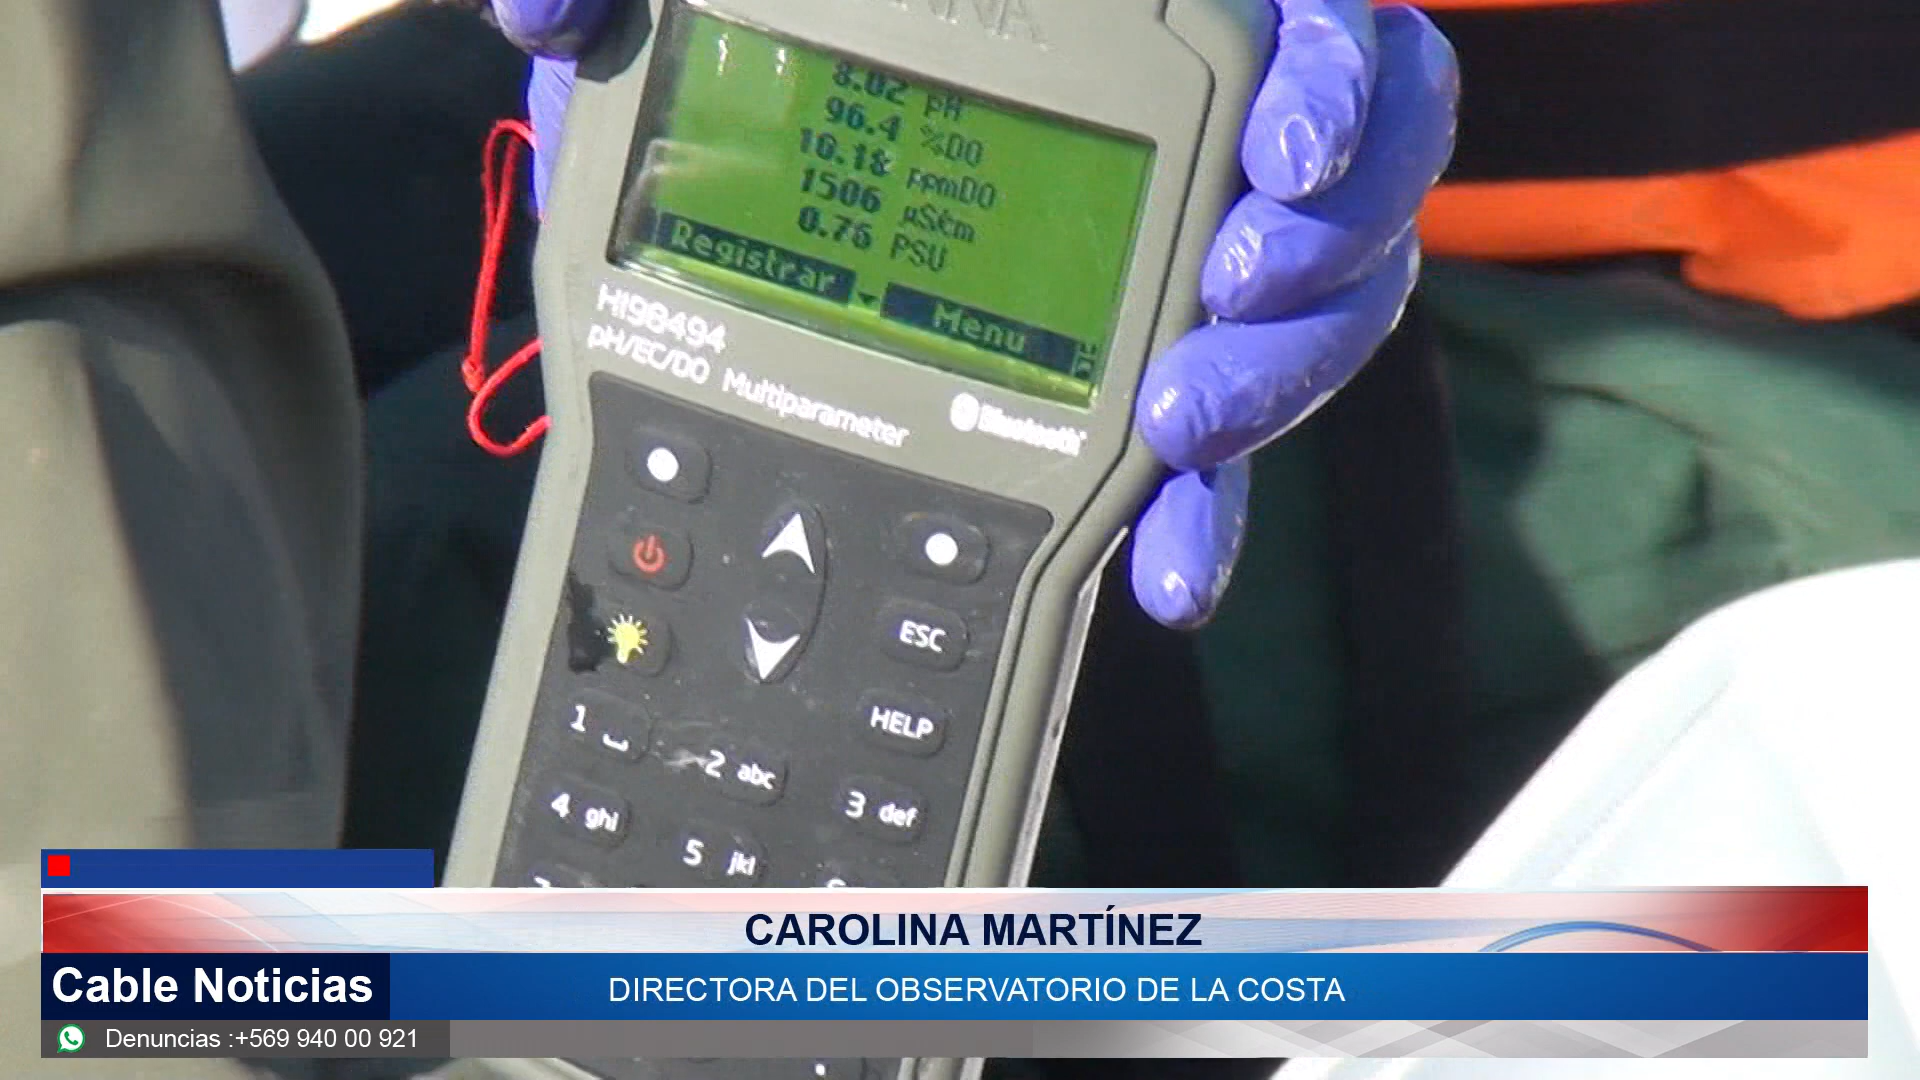 8.02 pH
96.4 %DO
10.18 ppmDO
1506 µS/cm
0.76 PSU
Registrar Menu
HI98494
pH/EC/DO Multiparameter
Bluetooth
ESC
HELP
1
2 abc
3 def
4 ghi
5 jkl
CAROLINA MARTÍNEZ
Cable Noticias
DIRECTORA DEL OBSERVATORIO DE LA COSTA
Denuncias :+569 940 00 921